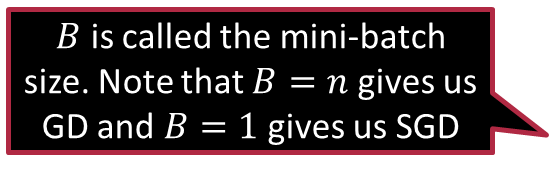 𝐵 is called the mini-batch
size. Note that 𝐵 = 𝑛 gives us
GD and 𝐵 = 1 gives us SGD